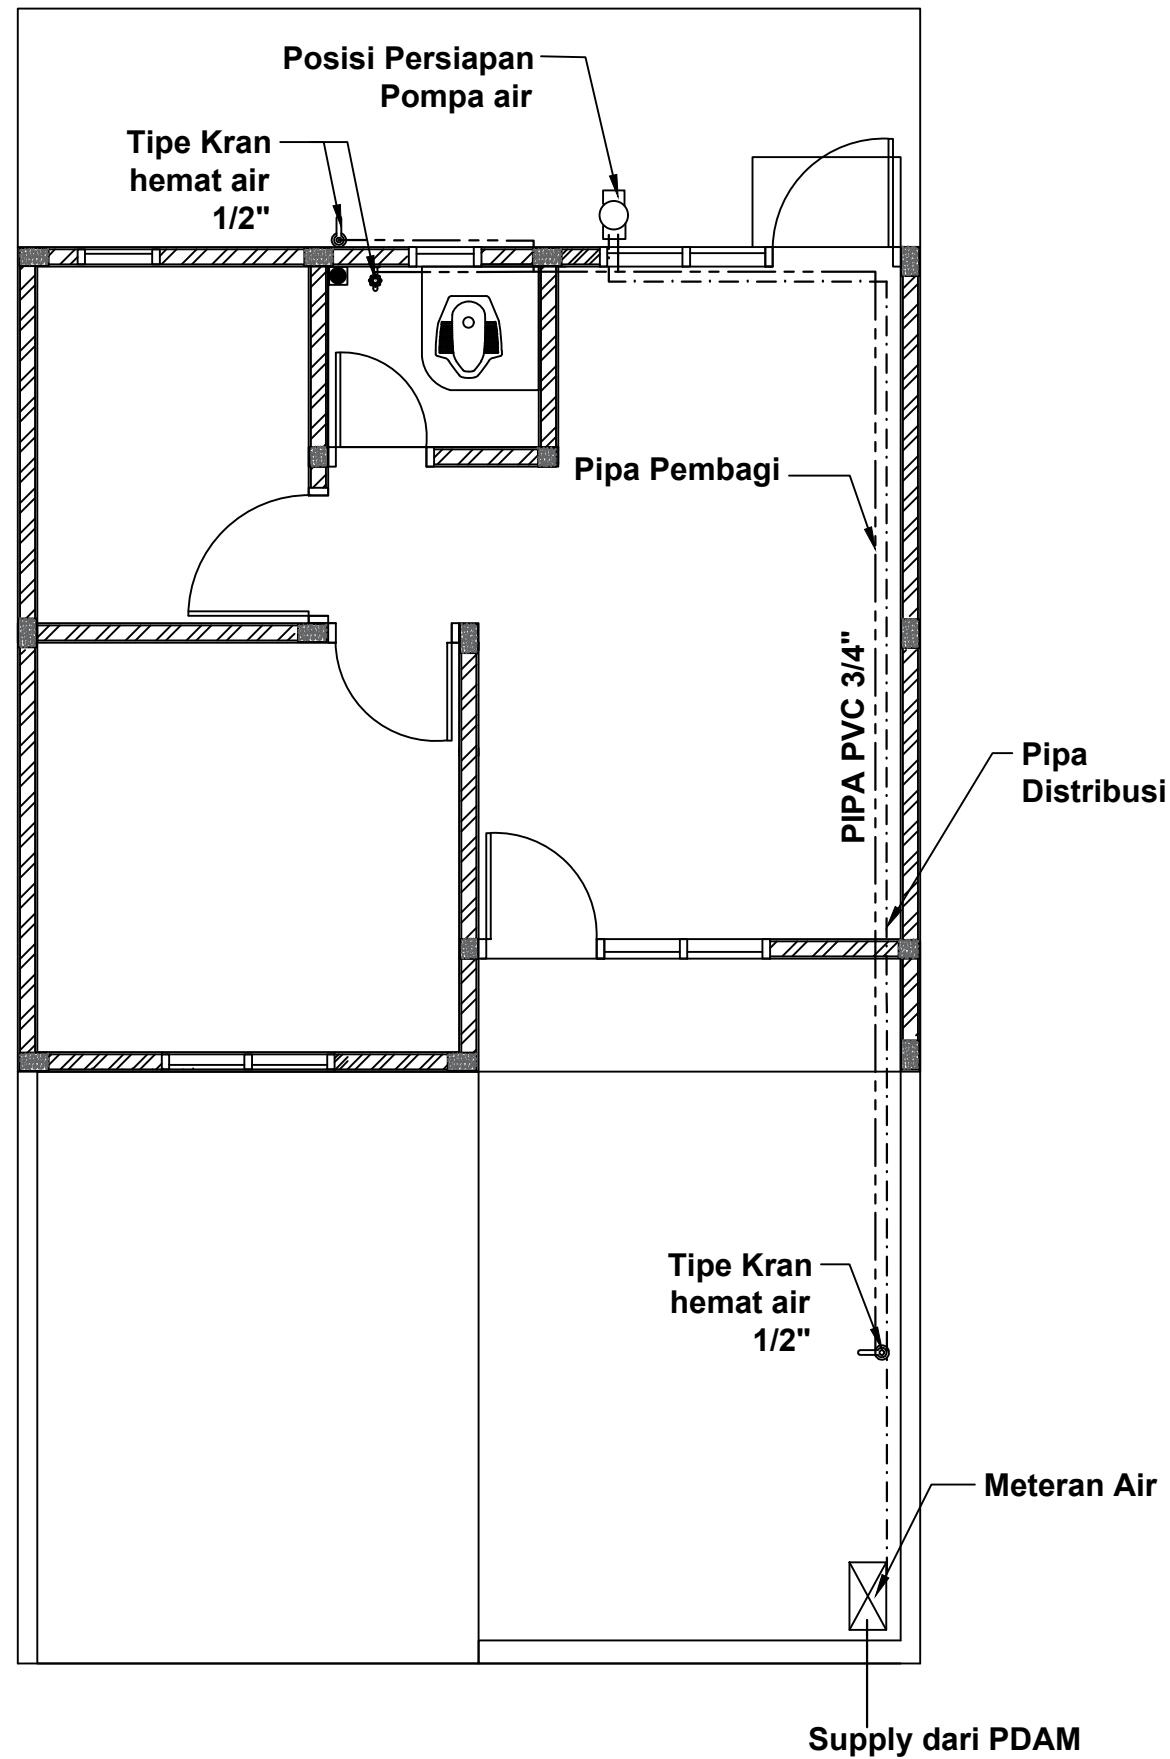 Posisi Persiapan
Pompa air
Tipe Kran
hemat air
1/2"
Pipa Pembagi
PIPA PVC 3/4"
Pipa
Distribusi
Tipe Kran
hemat air
1/2"
Meteran Air
Supply dari PDAM